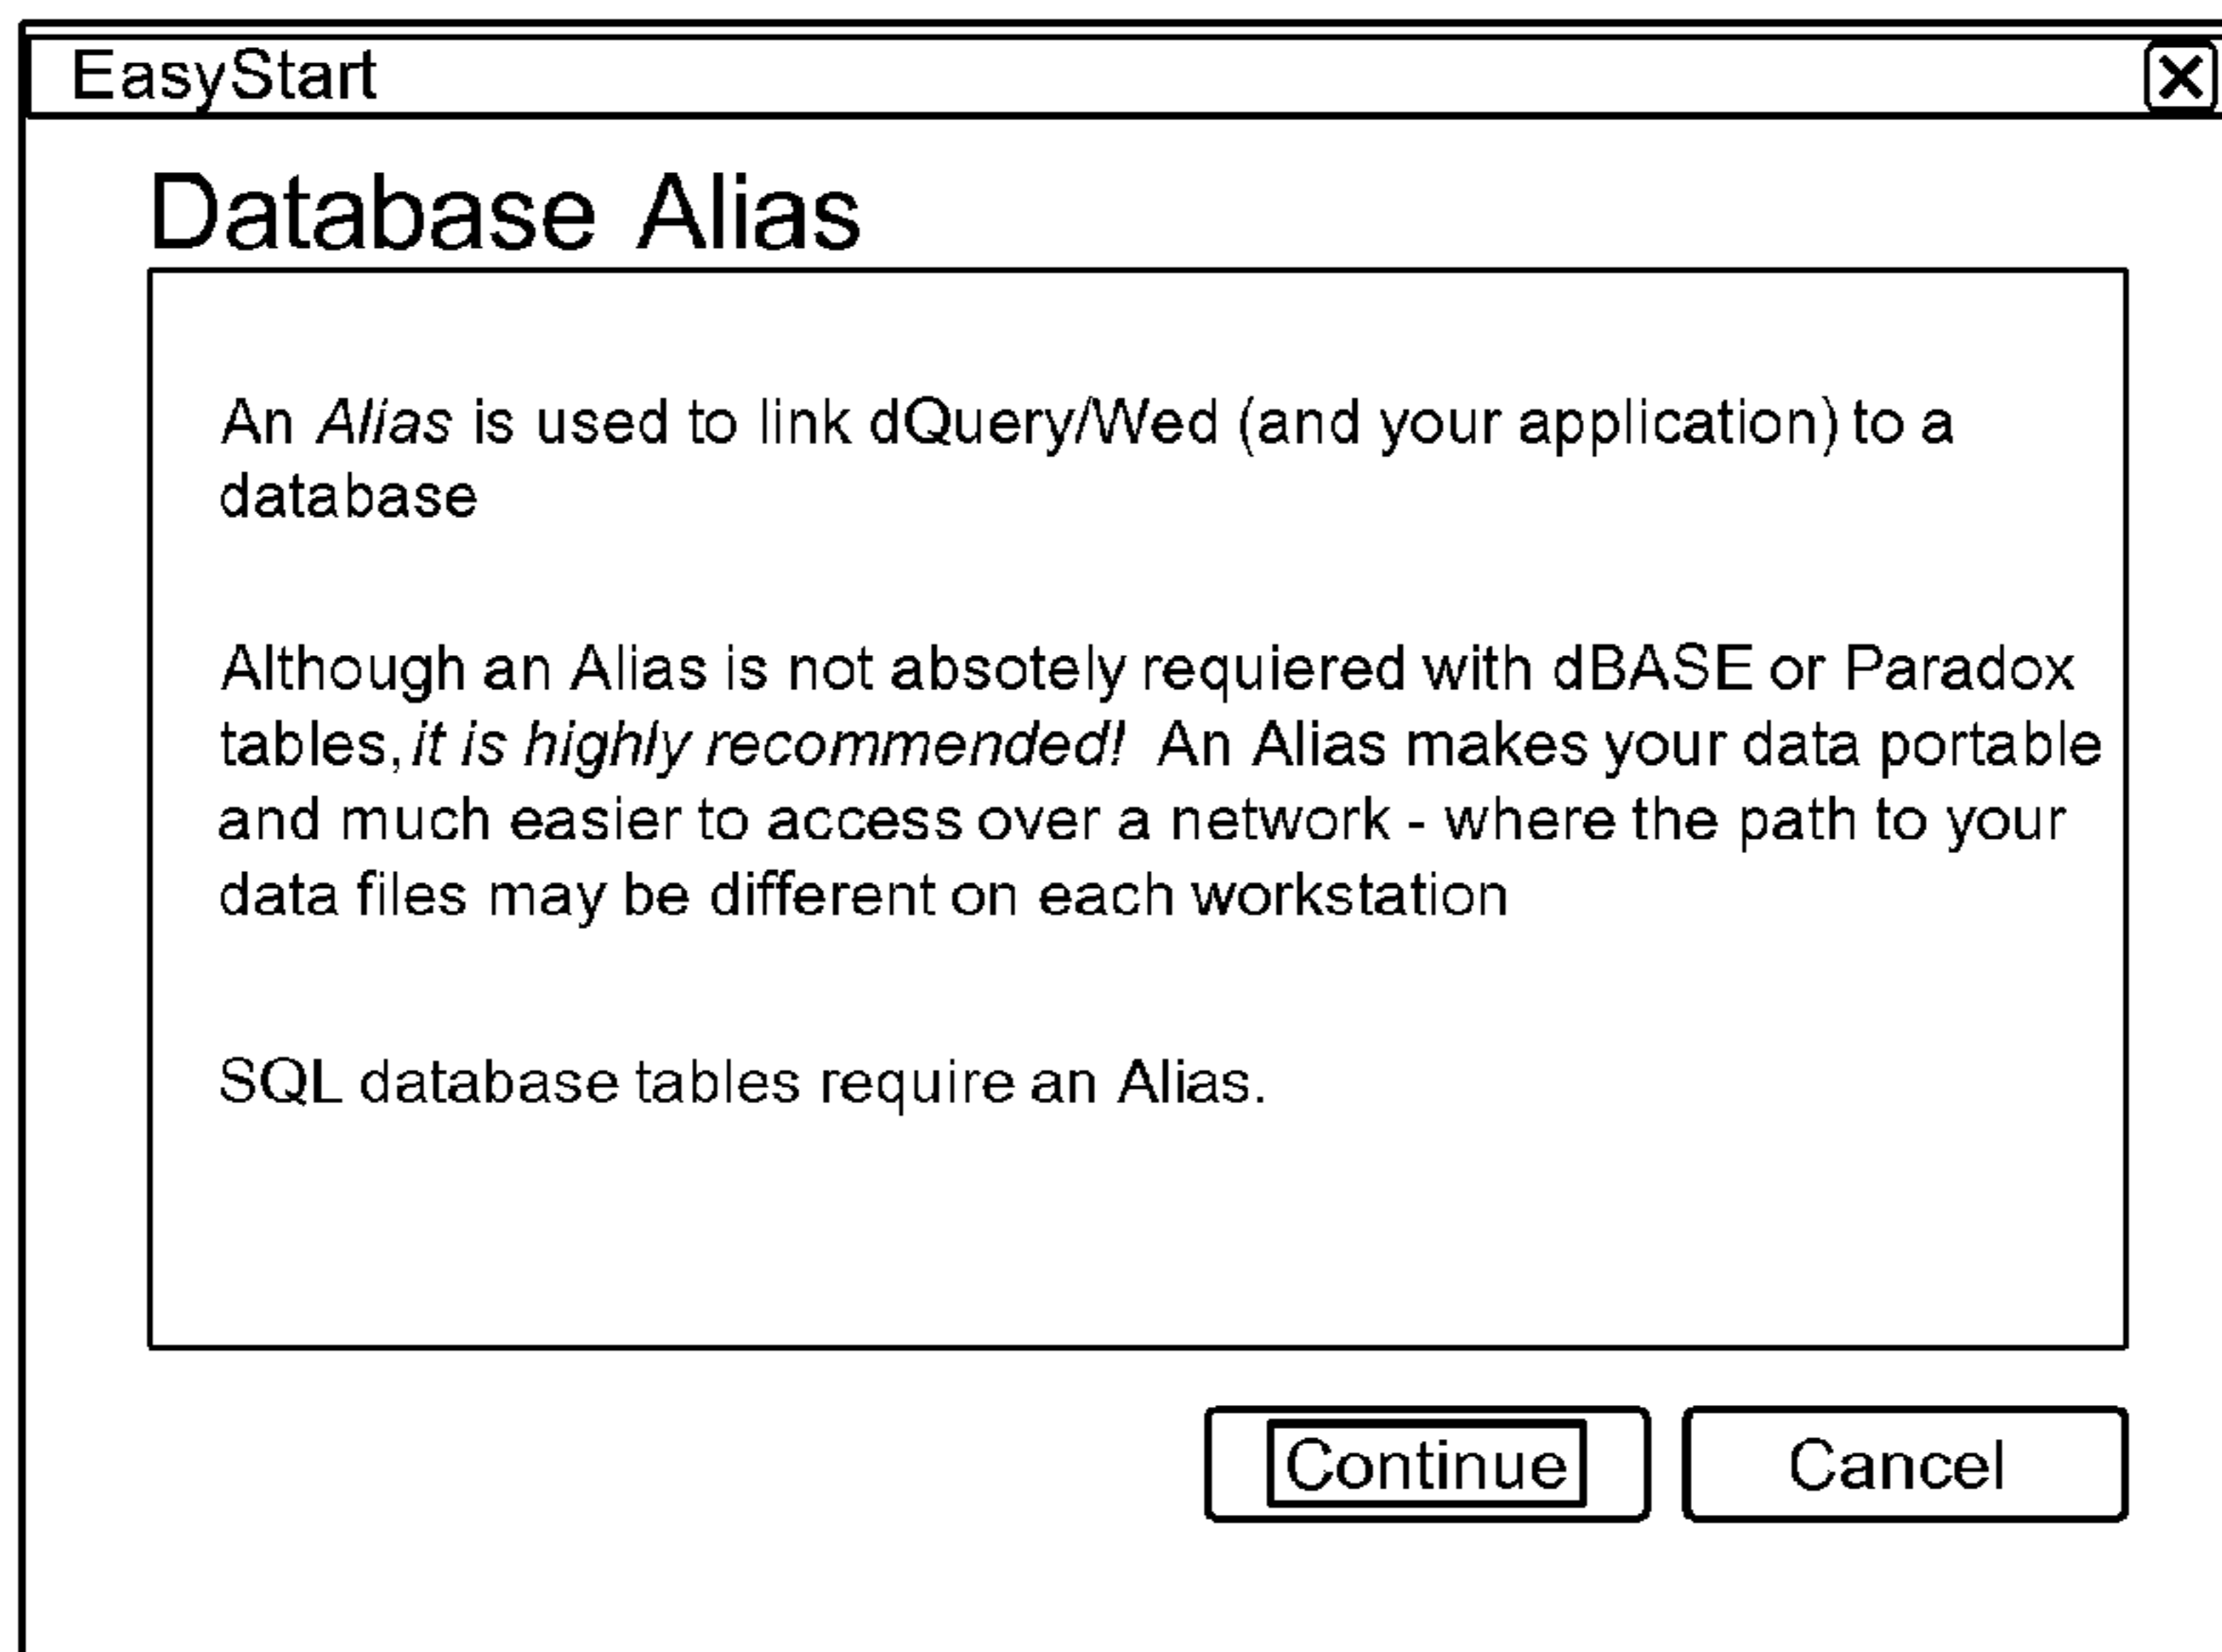 EasyStart
Database Alias
An Alias is used to link dQuery/Wed (and your application) to a
database
Although an Alias is not absotely requiered with dBASE or Paradox
tables, it is highly recommended! An Alias makes your data portable
and much easier to access over a network - where the path to your
data files may be different on each workstation
SQL database tables require an Alias.
Continue Cancel